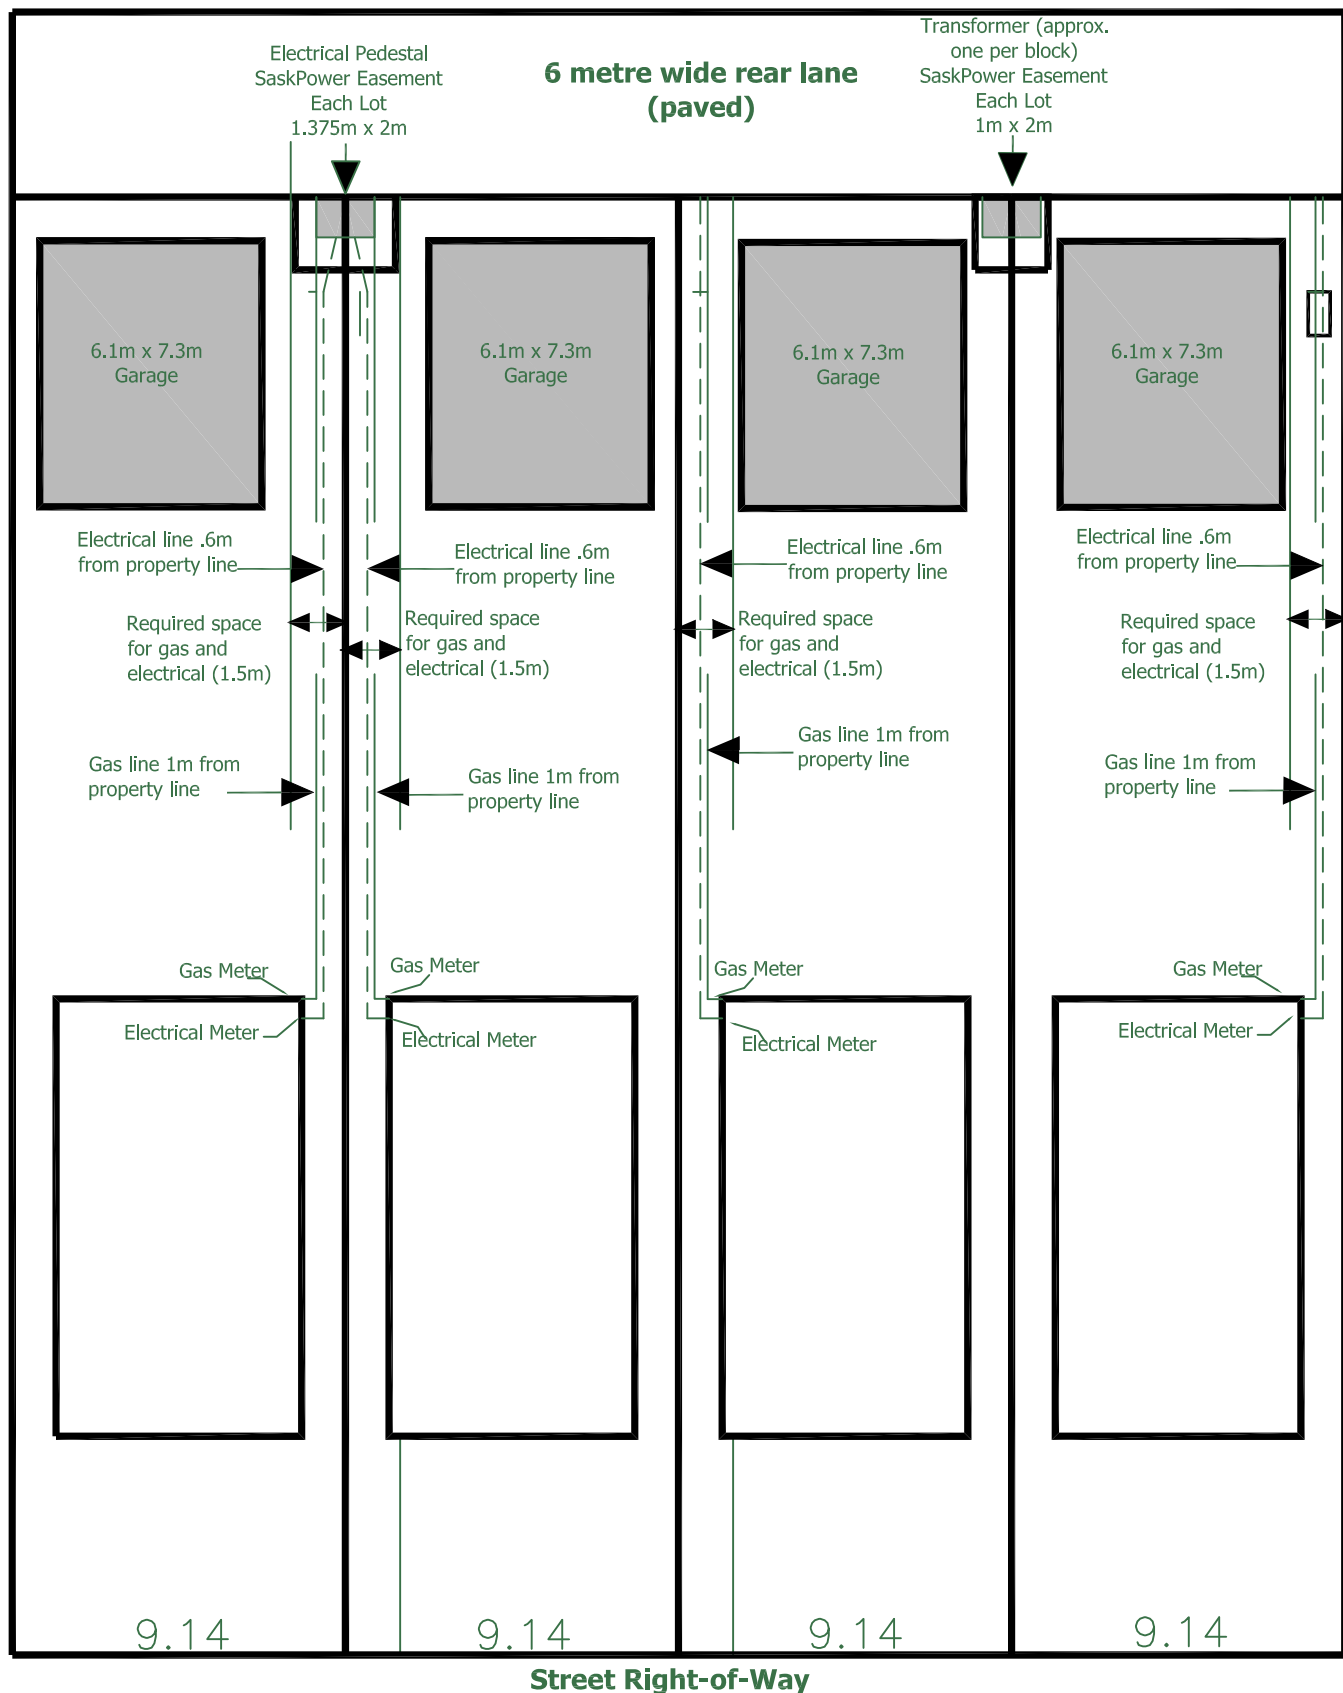 Electrical Pedestal
SaskPower Easement
Each Lot
1.375m x 2m
6 metre wide rear lane
(paved)
Transformer (approx.
one per block)
SaskPower Easement
Each Lot
1m x 2m
6.1m x 7.3m
Garage
6.1m x 7.3m
Garage
6.1m x 7.3m
Garage
6.1m x 7.3m
Garage
Electrical line .6m
from property line
Electrical line .6m
from property line
Electrical line .6m
from property line
Electrical line .6m
from property line
Required space
for gas and
electrical (1.5m)
Required space
for gas and
electrical (1.5m)
Required space
for gas and
electrical (1.5m)
Required space
for gas and
electrical (1.5m)
Gas line 1m from
property line
Gas line 1m from
property line
Gas line 1m from
property line
Gas line 1m from
property line
Gas Meter
Gas Meter
Gas Meter
Gas Meter
Electrical Meter
Electrical Meter
Electrical Meter
Electrical Meter
9.14
9.14
9.14
9.14
Street Right-of-Way